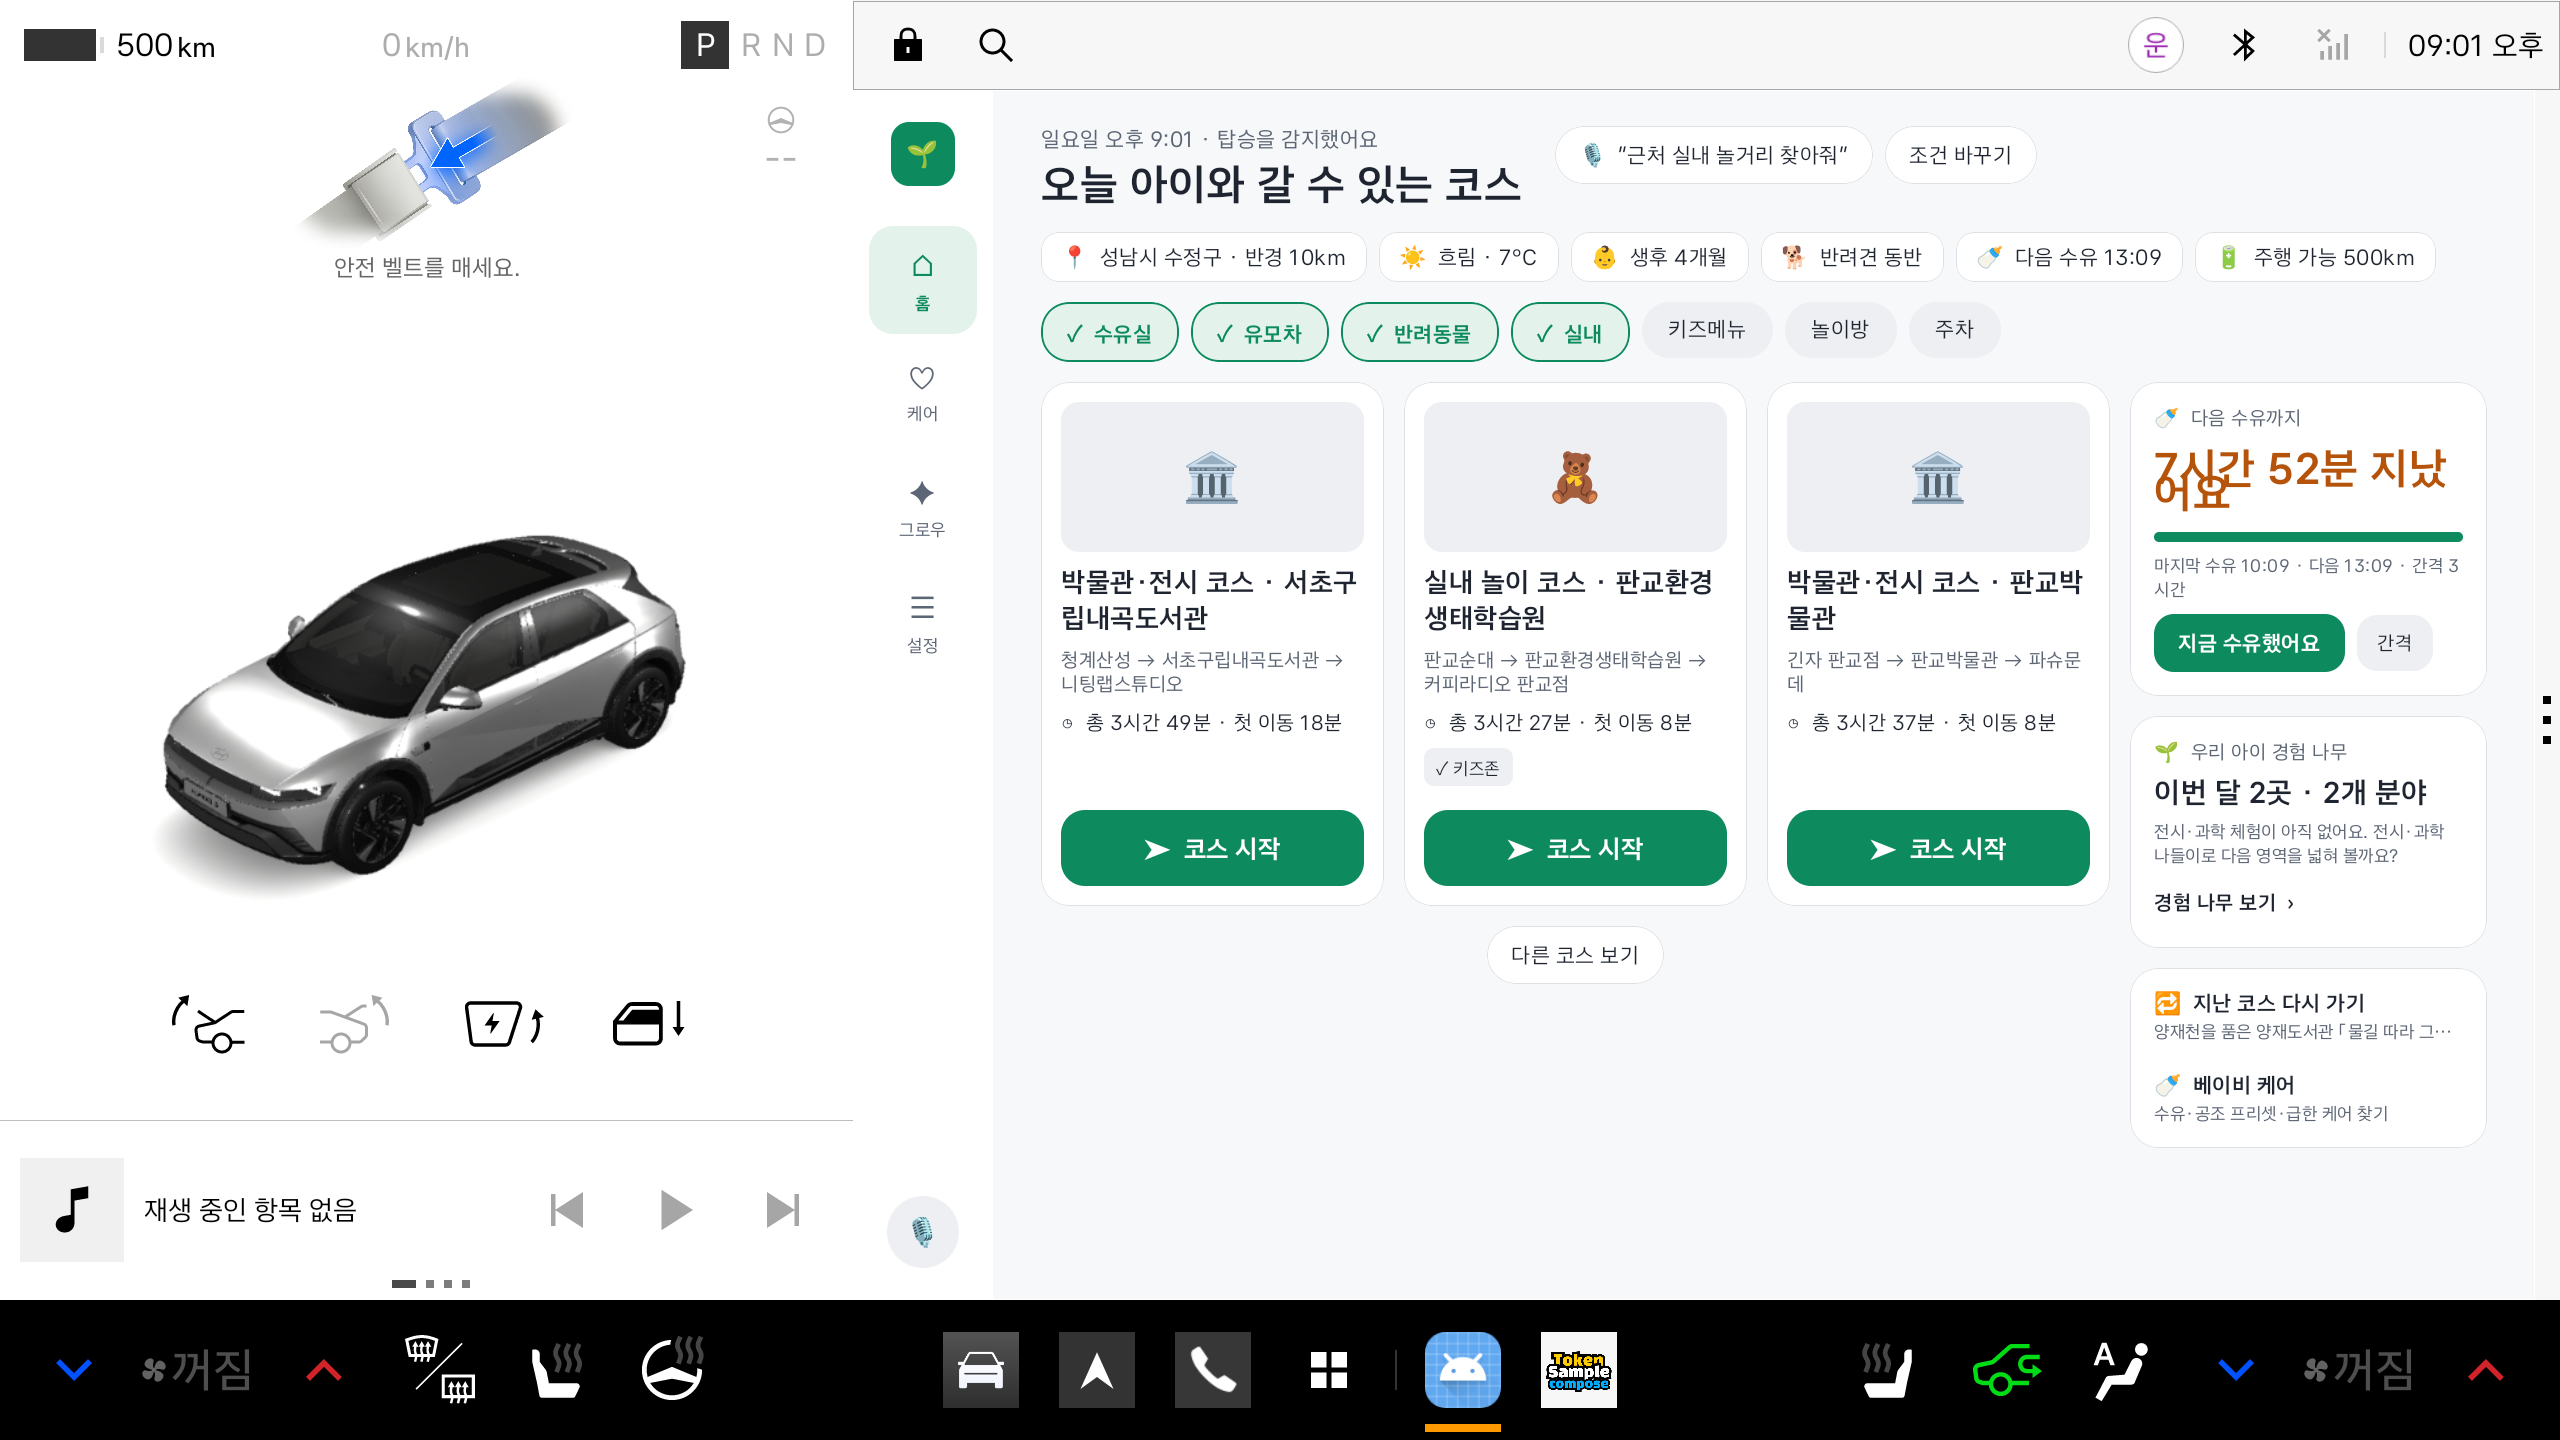 500 km
0 km/h
P R N D
운
09:01 오후
안전 벨트를 매세요.
--
홈
케어
그로우
설정
일요일 오후 9:01 · 탑승을 감지했어요
오늘 아이와 갈 수 있는 코스
"근처 실내 놀거리 찾아줘"
조건 바꾸기
성남시 수정구 · 반경 10km
흐림 · 7°C
생후 4개월
반려견 동반
다음 수유 13:09
주행 가능 500km
✓ 수유실
✓ 유모차
✓ 반려동물
✓ 실내
키즈메뉴
놀이방
주차
박물관·전시 코스 · 서초구
립내곡도서관
청계산성 → 서초구립내곡도서관 →
니팅랩스튜디오
총 3시간 49분 · 첫 이동 18분
코스 시작
실내 놀이 코스 · 판교환경
생태학습원
판교순대 → 판교환경생태학습원 →
커피라디오 판교점
총 3시간 27분 · 첫 이동 8분
✓ 키즈존
코스 시작
박물관·전시 코스 · 판교박
물관
긴자 판교점 → 판교박물관 → 파슈문
데
총 3시간 37분 · 첫 이동 8분
코스 시작
다른 코스 보기
다음 수유까지
7시간 52분 지났
어요
마지막 수유 10:09 · 다음 13:09 · 간격 3
시간
지금 수유했어요
간격
우리 아이 경험 나무
이번 달 2곳 · 2개 분야
전시·과학 체험이 아직 없어요. 전시·과학
나들이로 다음 영역을 넓혀 볼까요?
경험 나무 보기 ›
지난 코스 다시 가기
양재천을 품은 양재도서관 「물길 따라 그…
베이비 케어
수유·공조 프리셋·급한 케어 찾기
재생 중인 항목 없음
꺼짐
Token
Sample
compose
A
꺼짐